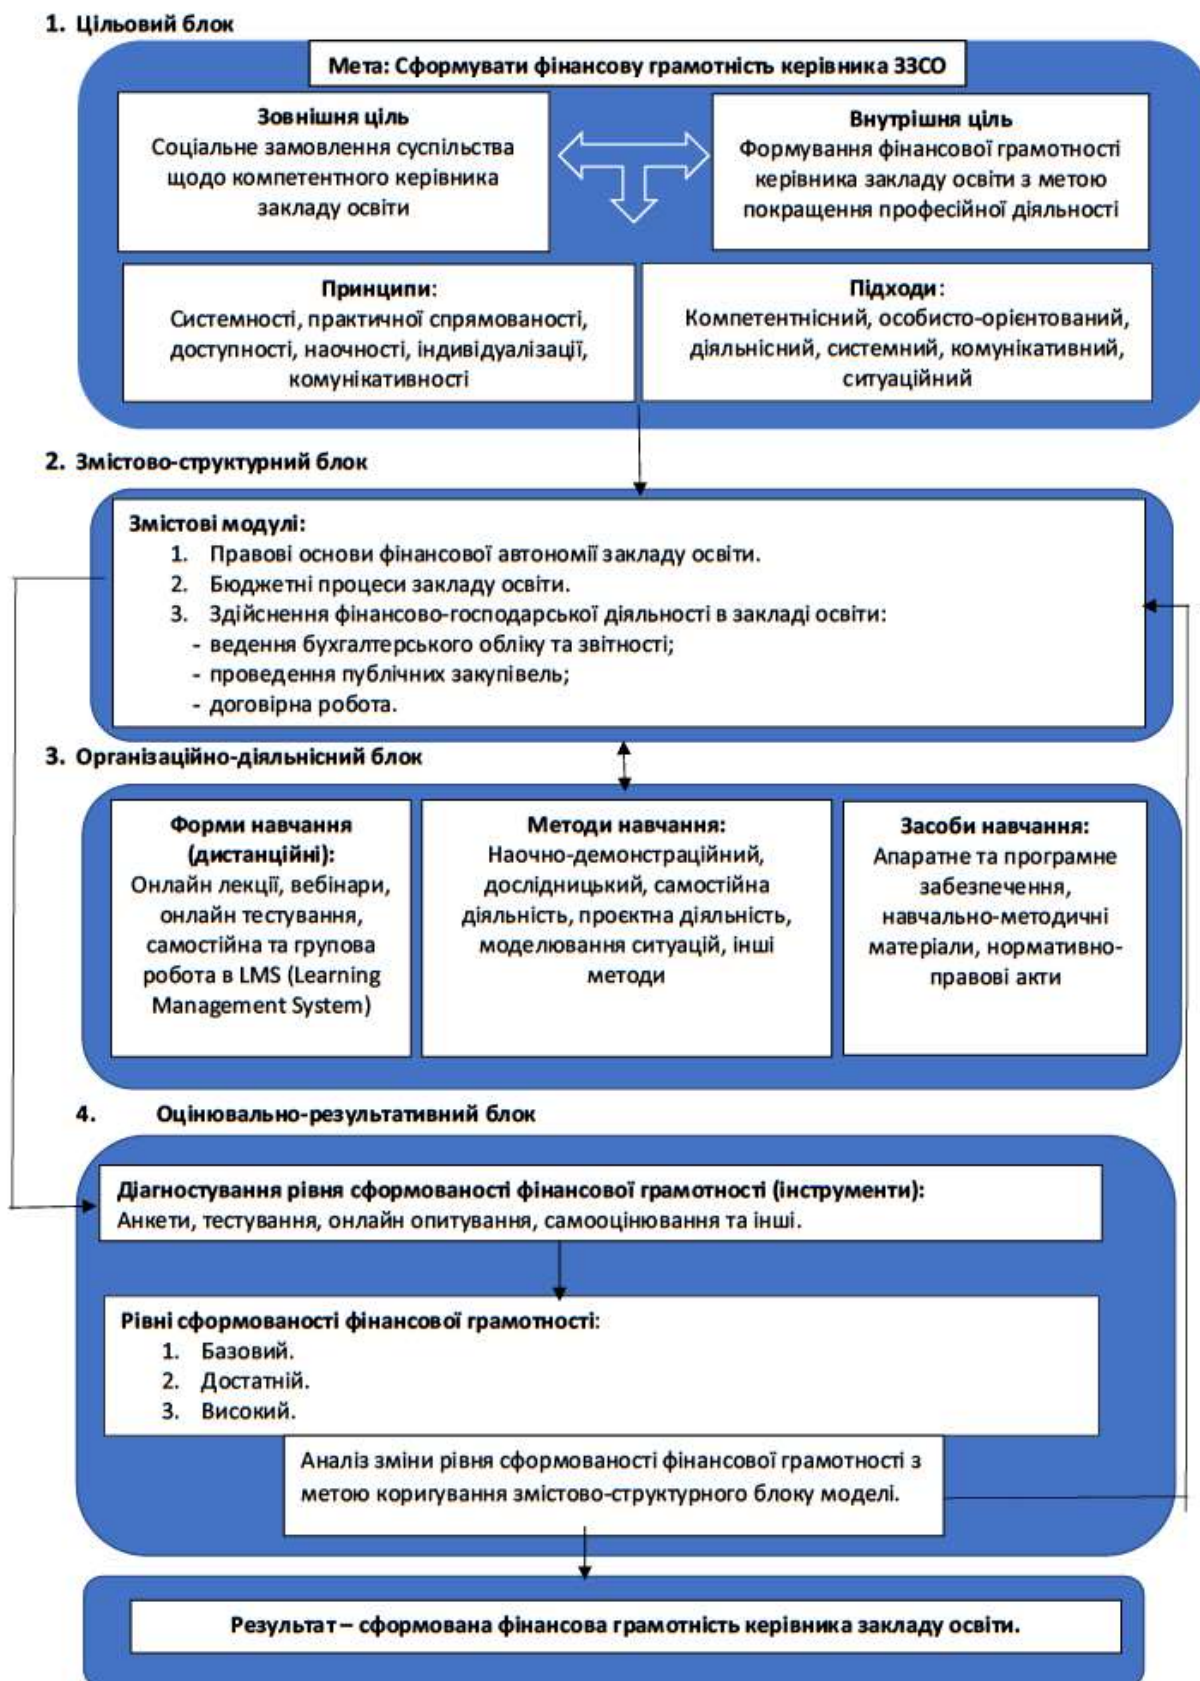 1. Цільовий блок
Мета: Сформувати фінансову грамотність керівника ЗЗСО
Зовнішня ціль
Соціальне замовлення суспільства
щодо компетентного керівника
закладу освіти
Внутрішня ціль
Формування фінансової грамотності
керівника закладу освіти з метою
покращення професійної діяльності
Принципи:
Системності, практичної спрямованості,
доступності, наочності, індивідуалізації,
комунікативності
Підходи:
Компетентнісний, особисто-орієнтований,
діяльнісний, системний, комунікативний,
ситуаційний
2. Змістово-структурний блок
Змістові модулі:
1. Правові основи фінансової автономії закладу освіти.
2. Бюджетні процеси закладу освіти.
3. Здійснення фінансово-господарської діяльності в закладі освіти:
- ведення бухгалтерського обліку та звітності;
- проведення публічних закупівель;
- договірна робота.
3. Організаційно-діяльнісний блок
Форми навчання
(дистанційні):
Онлайн лекції, вебінари,
онлайн тестування,
самостійна та групова
робота в LMS (Learning
Management System)
Методи навчання:
Наочно-демонстраційний,
дослідницький, самостійна
діяльність, проєктна діяльність,
моделювання ситуацій, інші
методи
Засоби навчання:
Апаратне та програмне
забезпечення,
навчально-методичні
матеріали, нормативно-
правові акти
4. Оцінювально-результативний блок
Діагностування рівня сформованості фінансової грамотності (інструменти):
Анкети, тестування, онлайн опитування, самооцінювання та інші.
Рівні сформованості фінансової грамотності:
1. Базовий.
2. Достатній.
3. Високий.
Аналіз зміни рівня сформованості фінансової грамотності з
метою коригування змістово-структурного блоку моделі.
Результат – сформована фінансова грамотність керівника закладу освіти.